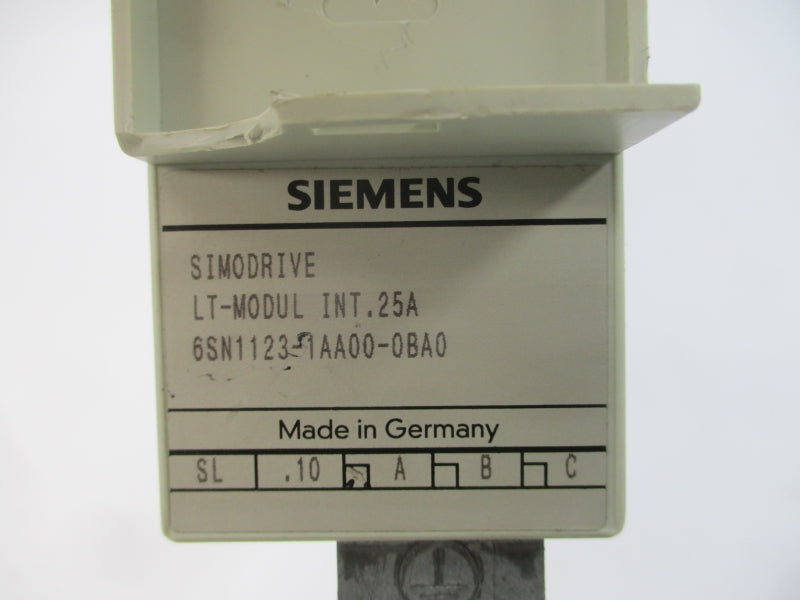 SIEMENS
SIMODRIVE
LT-MODUL INT.25A
6SN1123-1AA00-0BA0
Made in Germany
SL .10 A B C